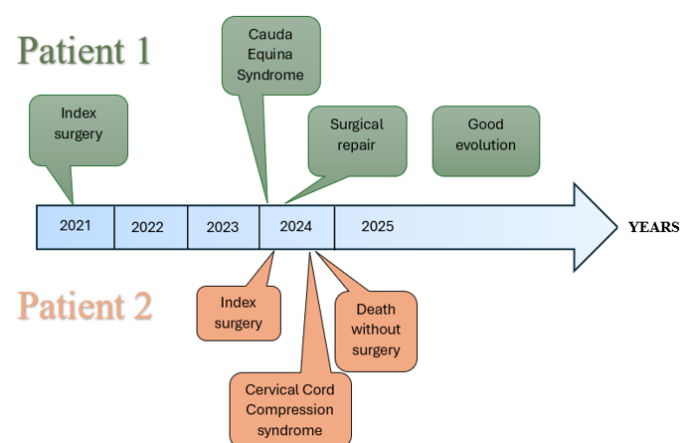 Patient 1
Index
surgery
Cauda
Equina
Syndrome
Surgical
repair
Good
evolution
2021
2022
2023
2024
2025
YEARS
Patient 2
Index
surgery
Death
without
surgery
Cervical Cord
Compression
syndrome